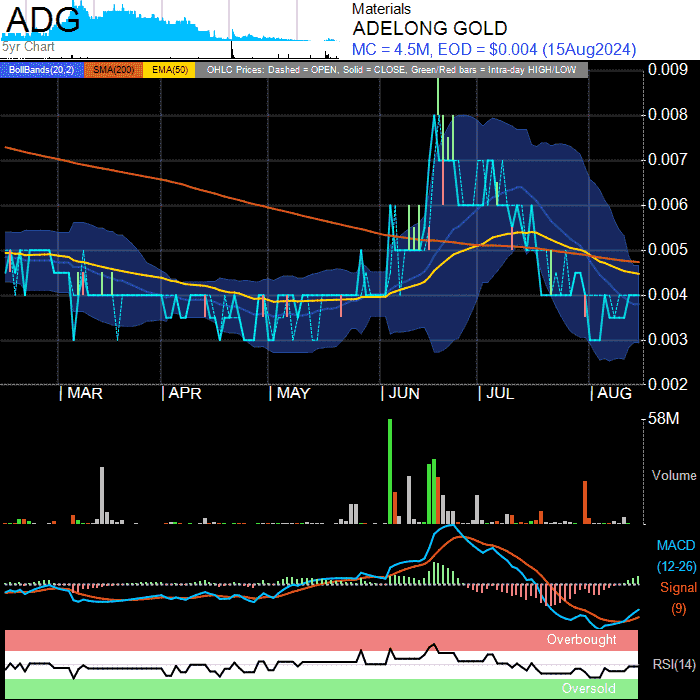 ADG
5yr Chart
Materials
ADELONG GOLD
MC = 4.5M, EOD = $0.004 (15Aug2024)
BollBands(20,2) SMA(200) EMA(50) OHLC Prices: Dashed = OPEN, Solid = CLOSE, Green/Red bars = Intra-day HIGH/LOW
0.009
0.008
0.007
0.006
0.005
0.004
0.003
0.002
MAR APR MAY JUN JUL AUG
58M
Volume
MACD
(12-26)
Signal
(9)
Overbought
RSI(14)
Oversold